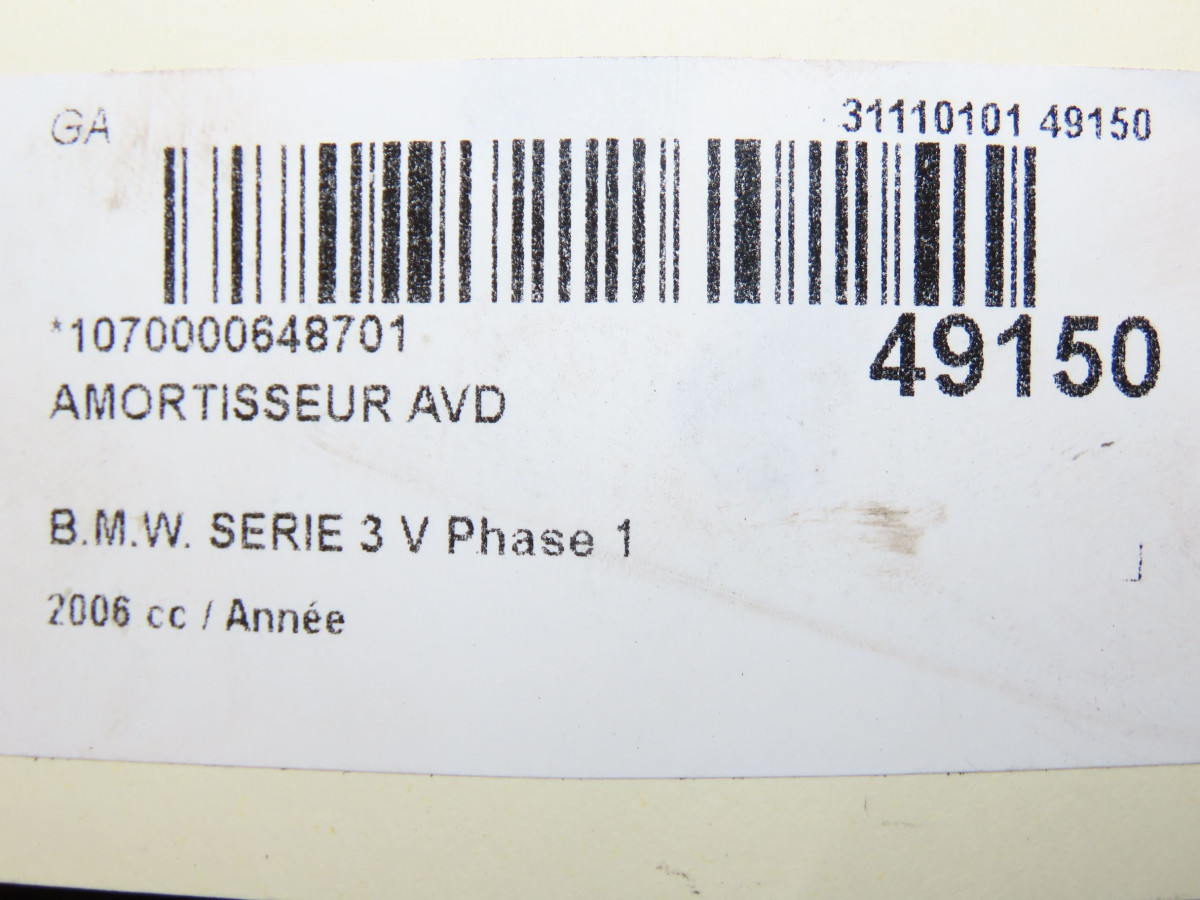 GA
31110101 49150
*1070000648701
49150
AMORTISSEUR AVD
B.M.W. SERIE 3 V Phase 1
2006 cc / Année